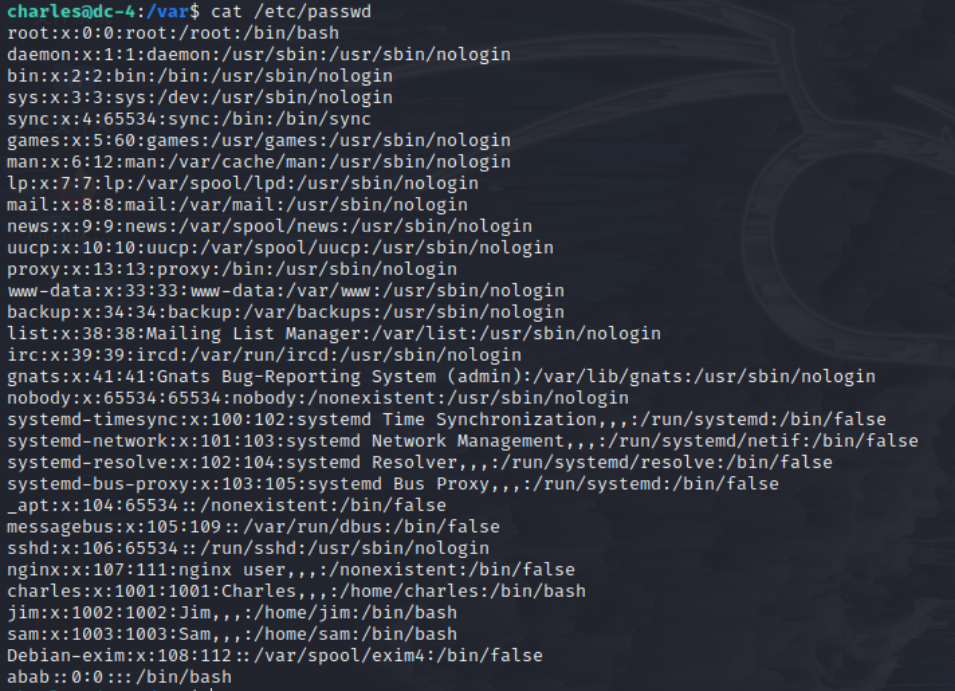 charles@dc-4:/var$ cat /etc/passwd
root:x:0:0:root:/root:/bin/bash
daemon:x:1:1:daemon:/usr/sbin:/usr/sbin/nologin
bin:x:2:2:bin:/bin:/usr/sbin/nologin
sys:x:3:3:sys:/dev:/usr/sbin/nologin
sync:x:4:65534:sync:/bin:/bin/sync
games:x:5:60:games:/usr/games:/usr/sbin/nologin
man:x:6:12:man:/var/cache/man:/usr/sbin/nologin
lp:x:7:7:lp:/var/spool/lpd:/usr/sbin/nologin
mail:x:8:8:mail:/var/mail:/usr/sbin/nologin
news:x:9:9:news:/var/spool/news:/usr/sbin/nologin
uucp:x:10:10:uucp:/var/spool/uucp:/usr/sbin/nologin
proxy:x:13:13:proxy:/bin:/usr/sbin/nologin
www-data:x:33:33:www-data:/var/www:/usr/sbin/nologin
backup:x:34:34:backup:/var/backups:/usr/sbin/nologin
list:x:38:38:Mailing List Manager:/var/list:/usr/sbin/nologin
irc:x:39:39:ircd:/var/run/ircd:/usr/sbin/nologin
gnats:x:41:41:Gnats Bug-Reporting System (admin):/var/lib/gnats:/usr/sbin/nologin
nobody:x:65534:65534:nobody:/nonexistent:/usr/sbin/nologin
systemd-timesync:x:100:102:systemd Time Synchronization,,,:/run/systemd:/bin/false
systemd-network:x:101:103:systemd Network Management,,,:/run/systemd/netif:/bin/false
systemd-resolve:x:102:104:systemd Resolver,,,:/run/systemd/resolve:/bin/false
systemd-bus-proxy:x:103:105:systemd Bus Proxy,,,:/run/systemd:/bin/false
_apt:x:104:65534::/nonexistent:/bin/false
messagebus:x:105:109::/var/run/dbus:/bin/false
sshd:x:106:65534::/run/sshd:/usr/sbin/nologin
nginx:x:107:111:nginx user,,,:/nonexistent:/bin/false
charles:x:1001:1001:Charles,,,:/home/charles:/bin/bash
jim:x:1002:1002:Jim,,,:/home/jim:/bin/bash
sam:x:1003:1003:Sam,,,:/home/sam:/bin/bash
Debian-exim:x:108:112::/var/spool/exim4:/bin/false
abab::0:0:::/bin/bash